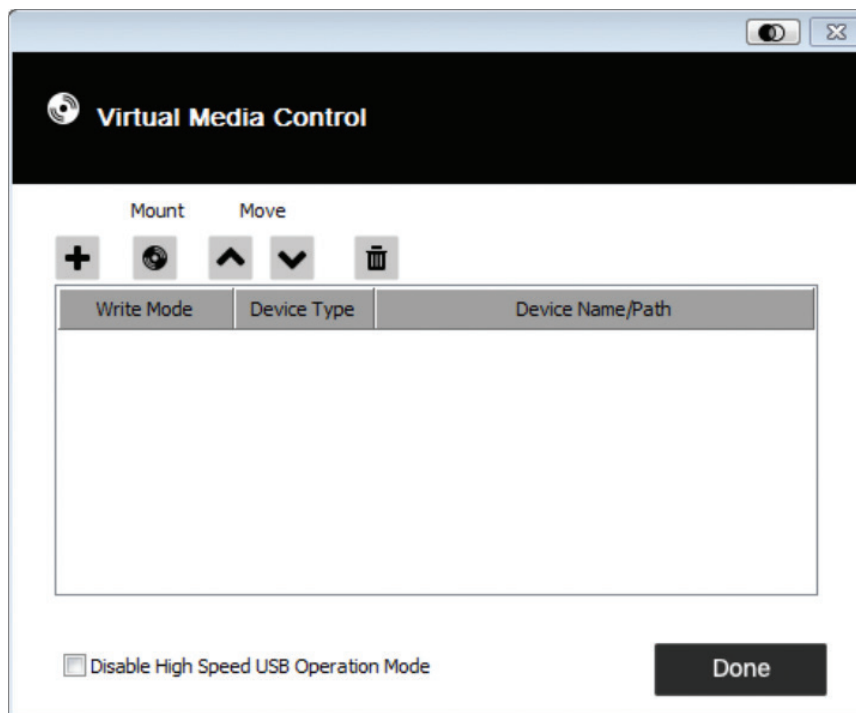 Virtual Media Control
Mount Move
Write Mode Device Type Device Name/Path
Disable High Speed USB Operation Mode Done